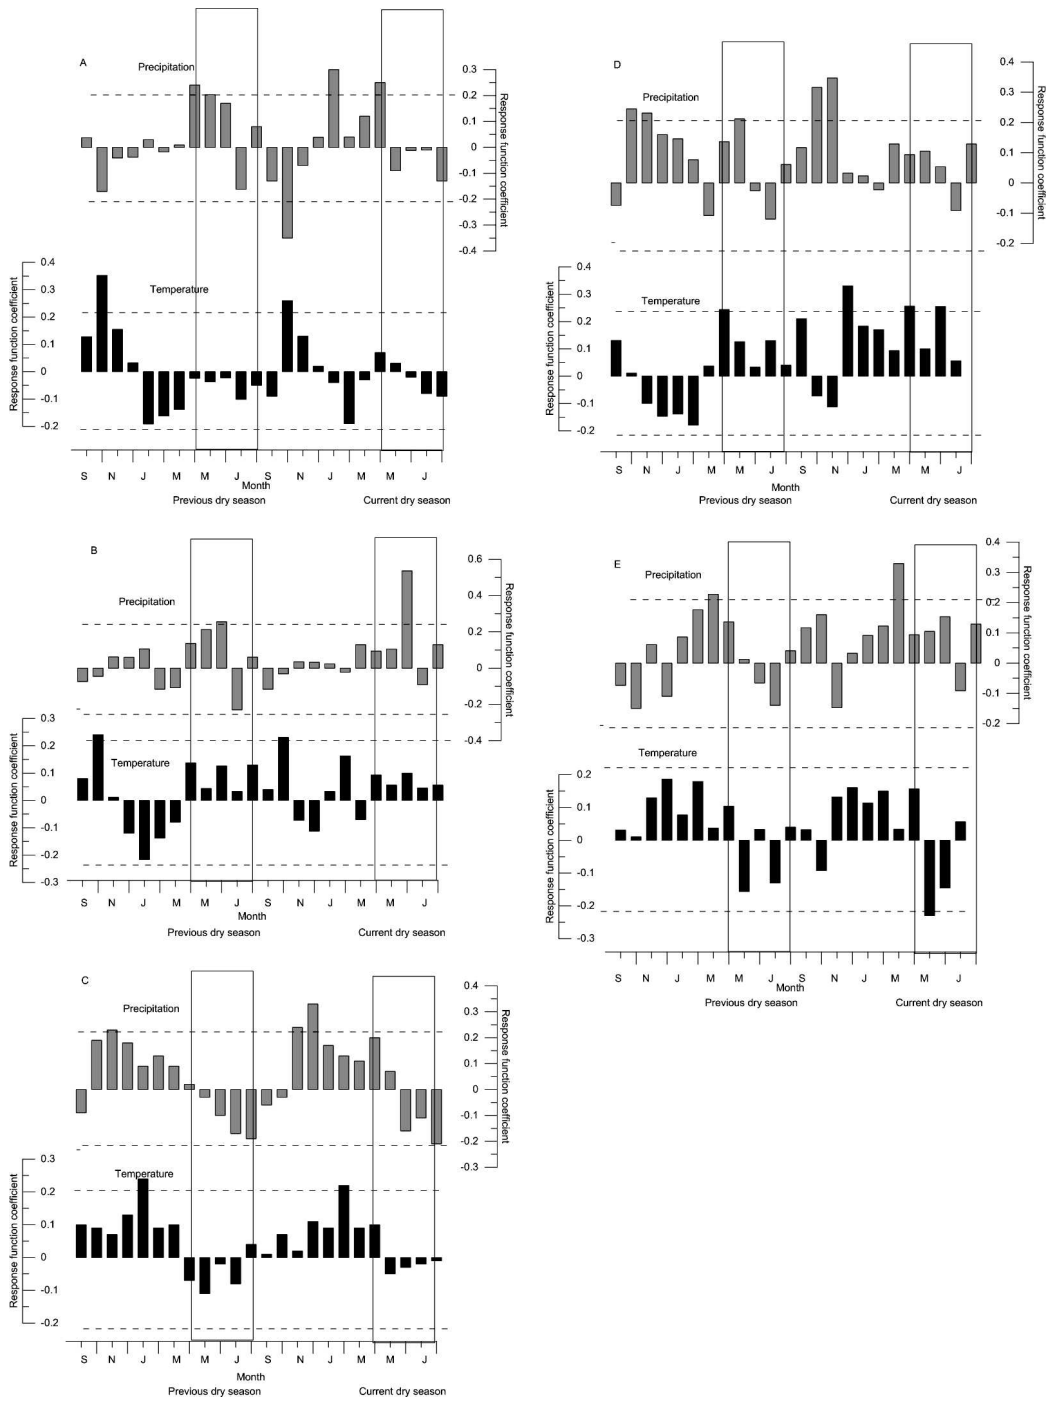 A
Precipitation
0.3
0.2
0.1
0
-0.1
-0.2
-0.3
-0.4
Response function coefficient
Temperature
0.4
0.3
0.2
0.1
0
-0.1
-0.2
Response function coefficient
S N J M M J S N J M M J
Month
Previous dry season Current dry season
D
Precipitation
0.4
0.3
0.2
0.1
0
-0.1
-0.2
Response function coefficient
Temperature
0.4
0.3
0.2
0.1
0
-0.1
-0.2
Response function coefficient
S N J M M J S N J M M J
Month
Previous dry season Current dry season
B
Precipitation
0.6
0.4
0.2
0
-0.2
-0.4
Response function coefficient
Temperature
0.3
0.2
0.1
0
-0.1
-0.2
-0.3
Response function coefficient
S N J M M J S N J M M J
Month
Previous dry season Current dry season
E
Precipitation
0.4
0.3
0.2
0.1
0
-0.1
-0.2
Response function coefficient
Temperature
0.2
0.1
0
-0.1
-0.2
-0.3
Response function coefficient
S N J M M J S N J M M J
Month
Previous dry season Current dry season
C
Precipitation
0.4
0.3
0.2
0.1
0
-0.1
-0.2
-0.3
Response function coefficient
Temperature
0.3
0.2
0.1
0
-0.1
-0.2
Response function coefficient
S N J M M J S N J M M J
Month
Previous dry season Current dry season